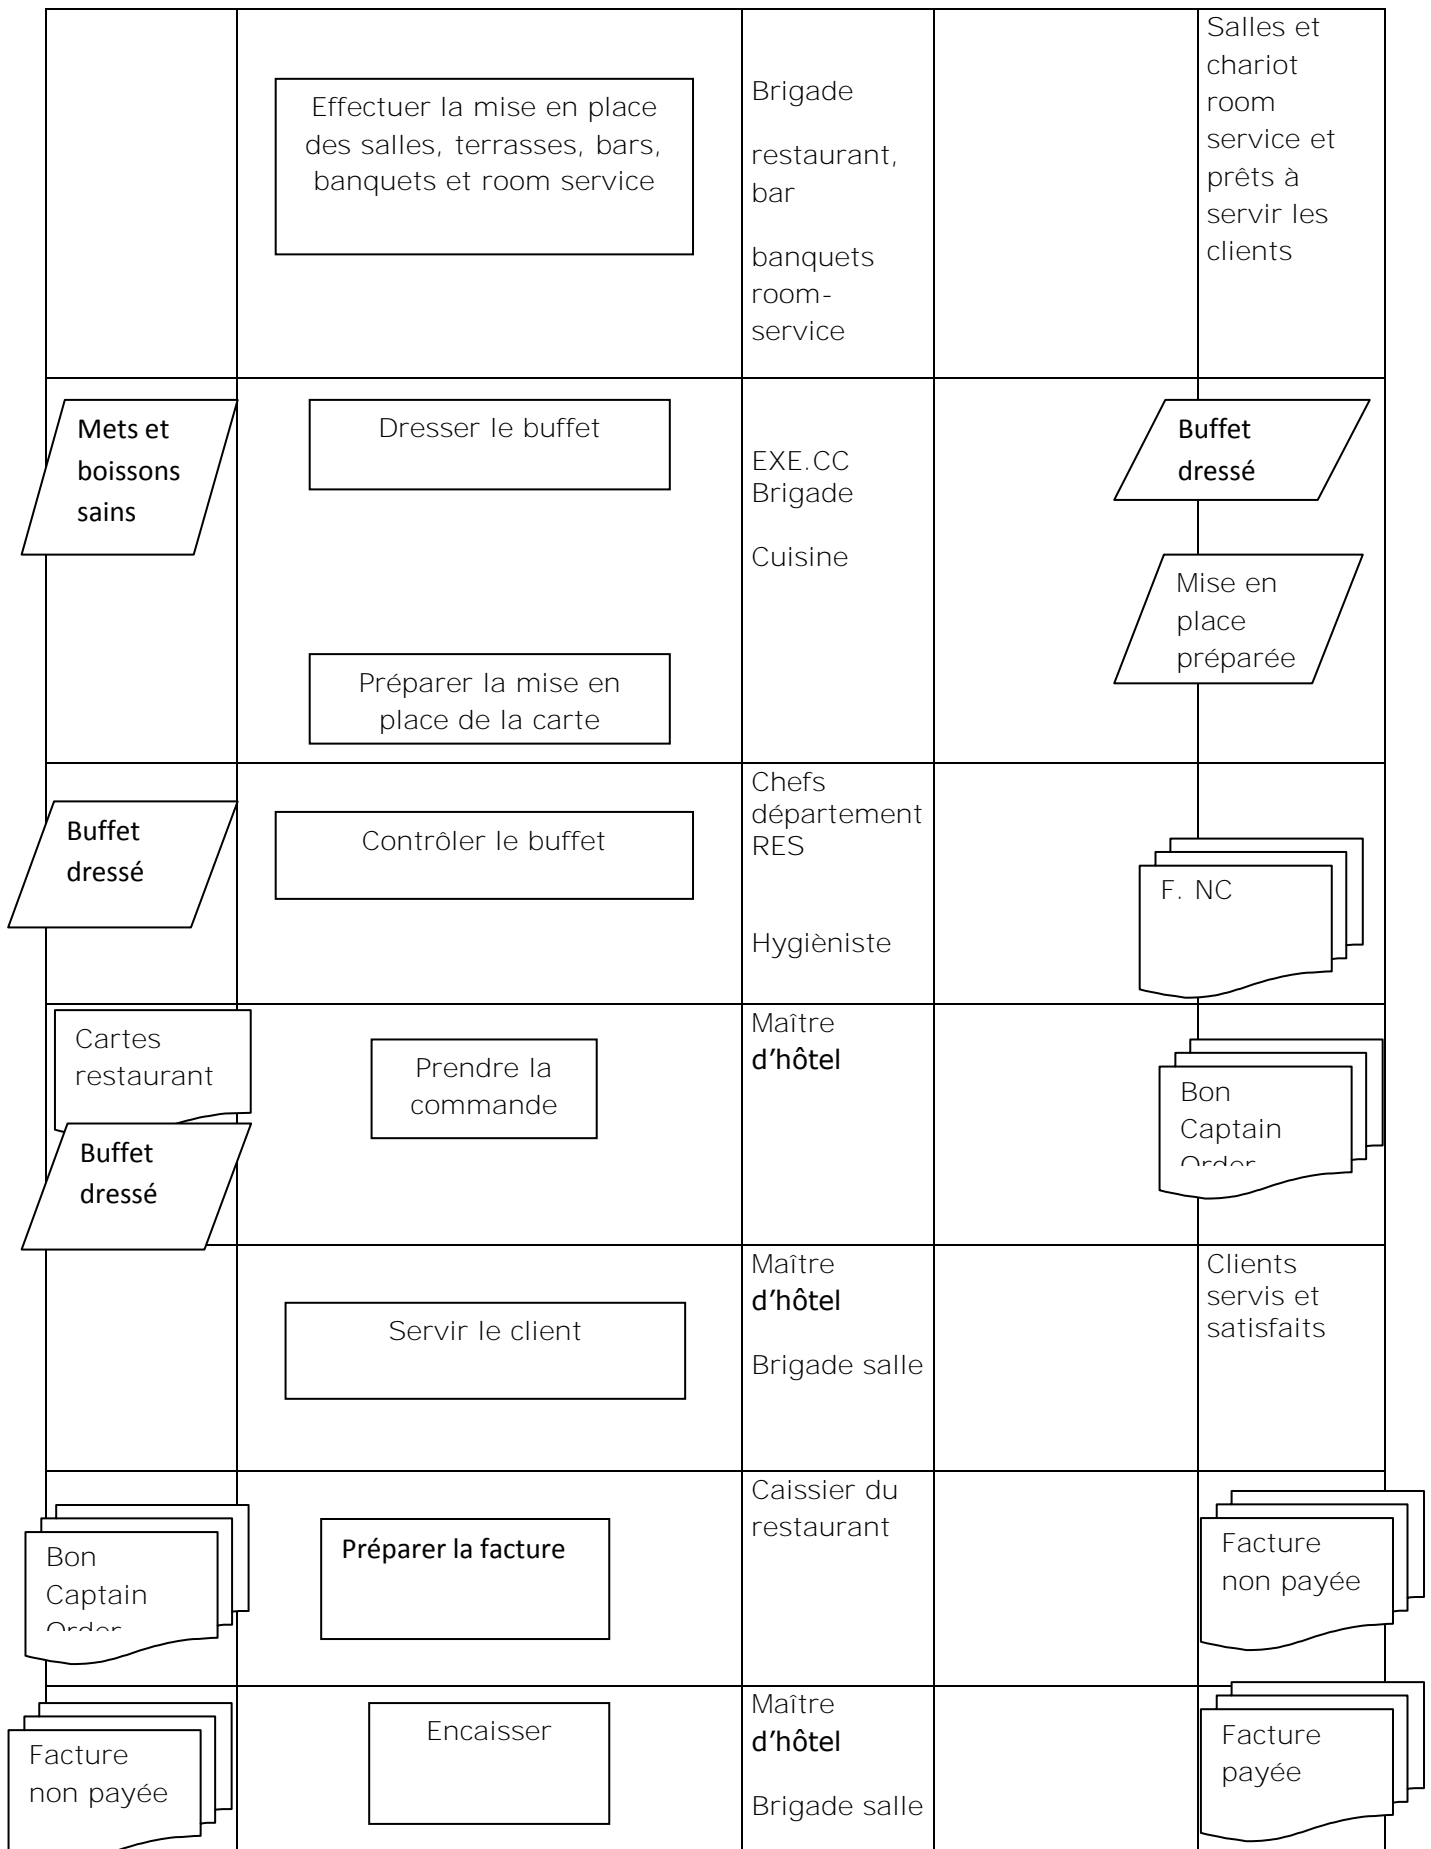 Effectuer la mise en place
des salles, terrasses, bars,
banquets et room service
Brigade
restaurant,
bar
banquets
room-
service
Salles et
chariot
room
service et
prêts à
servir les
clients
Mets et
boissons
sains
Dresser le buffet
Préparer la mise en
place de la carte
EXE.CC
Brigade
Cuisine
Buffet
dressé
Mise en
place
préparée
Buffet
dressé
Contrôler le buffet
Chefs
département
RES
Hygièniste
F. NC
Cartes
restaurant
Buffet
dressé
Prendre la
commande
Maître
d’hôtel
Bon
Captain
Order
Servir le client
Maître
d’hôtel
Brigade salle
Clients
servis et
satisfaits
Bon
Captain
Order
Préparer la facture
Caissier du
restaurant
Facture
non payée
Facture
non payée
Encaisser
Maître
d’hôtel
Brigade salle
Facture
payée